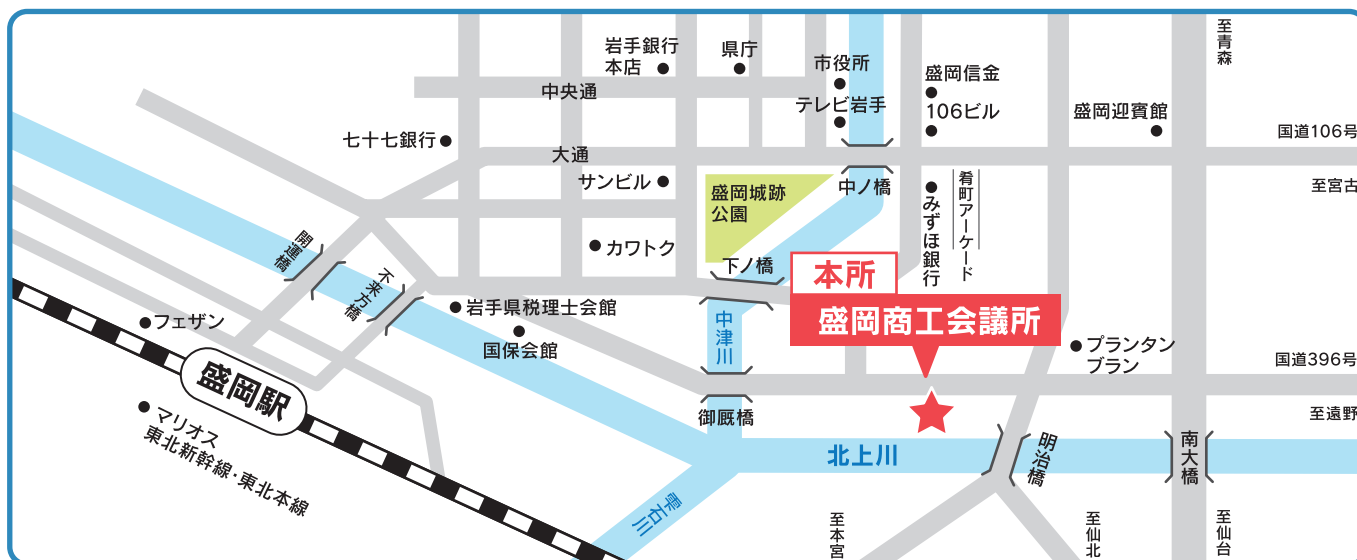 至青森
岩手銀行
本店
県庁
市役所
盛岡信金
中央通
テレビ岩手
106ビル
盛岡迎賓館
国道106号
七十七銀行
大通
サンビル
盛岡城跡
公園
中ノ橋
みずほ銀行
肴町アーケード
至宮古
開運橋
カワトク
下ノ橋
本所
不来方橋
岩手県税理士会館
国保会館
中津川
盛岡商工会議所
フェザン
プランタン
ブラン
国道396号
盛岡駅
マリオス
東北新幹線・東北本線
御厩橋
至遠野
北上川
明治橋
南大橋
雫石川
至本宮
至仙北
至仙台